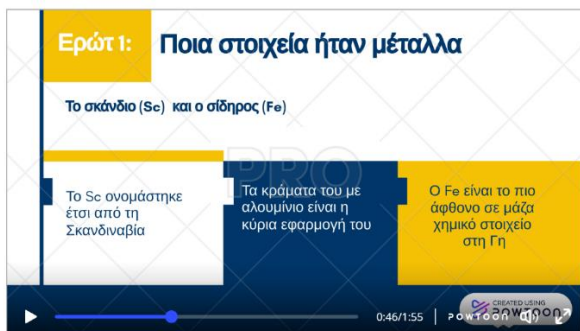 Ερώτ 1:
Ποια στοιχεία ήταν μέταλλα
Το σκάνδιο (Sc) και ο σίδηρος (Fe)
PRO
Το Sc ονομάστηκε
έτσι από τη
Σκανδιναβία
Τα κράματα του με
αλουμίνιο είναι η
κύρια εφαρμογή του
Ο Fe είναι το πιο
άφθονο σε μάζα
χημικό στοιχείο
στη Γη
0:46/1:55
POWTOON
CREATED USING
POWTOON